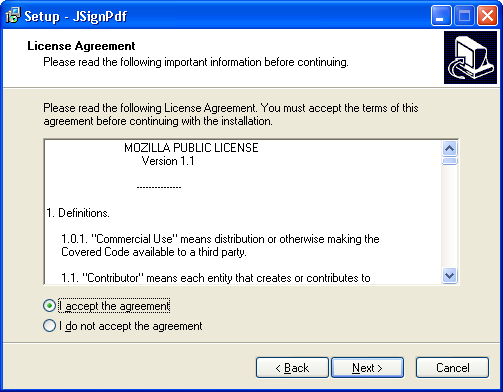 Setup - JSignPdf
License Agreement
Please read the following important information before continuing.
Please read the following License Agreement. You must accept the terms of this
agreement before continuing with the installation.
MOZILLA PUBLIC LICENSE
Version 1.1
---------------
1. Definitions.
1.0.1. "Commercial Use" means distribution or otherwise making the
Covered Code available to a third party.
1.1. "Contributor" means each entity that creates or contributes to
I accept the agreement
I do not accept the agreement
< Back
Next >
Cancel